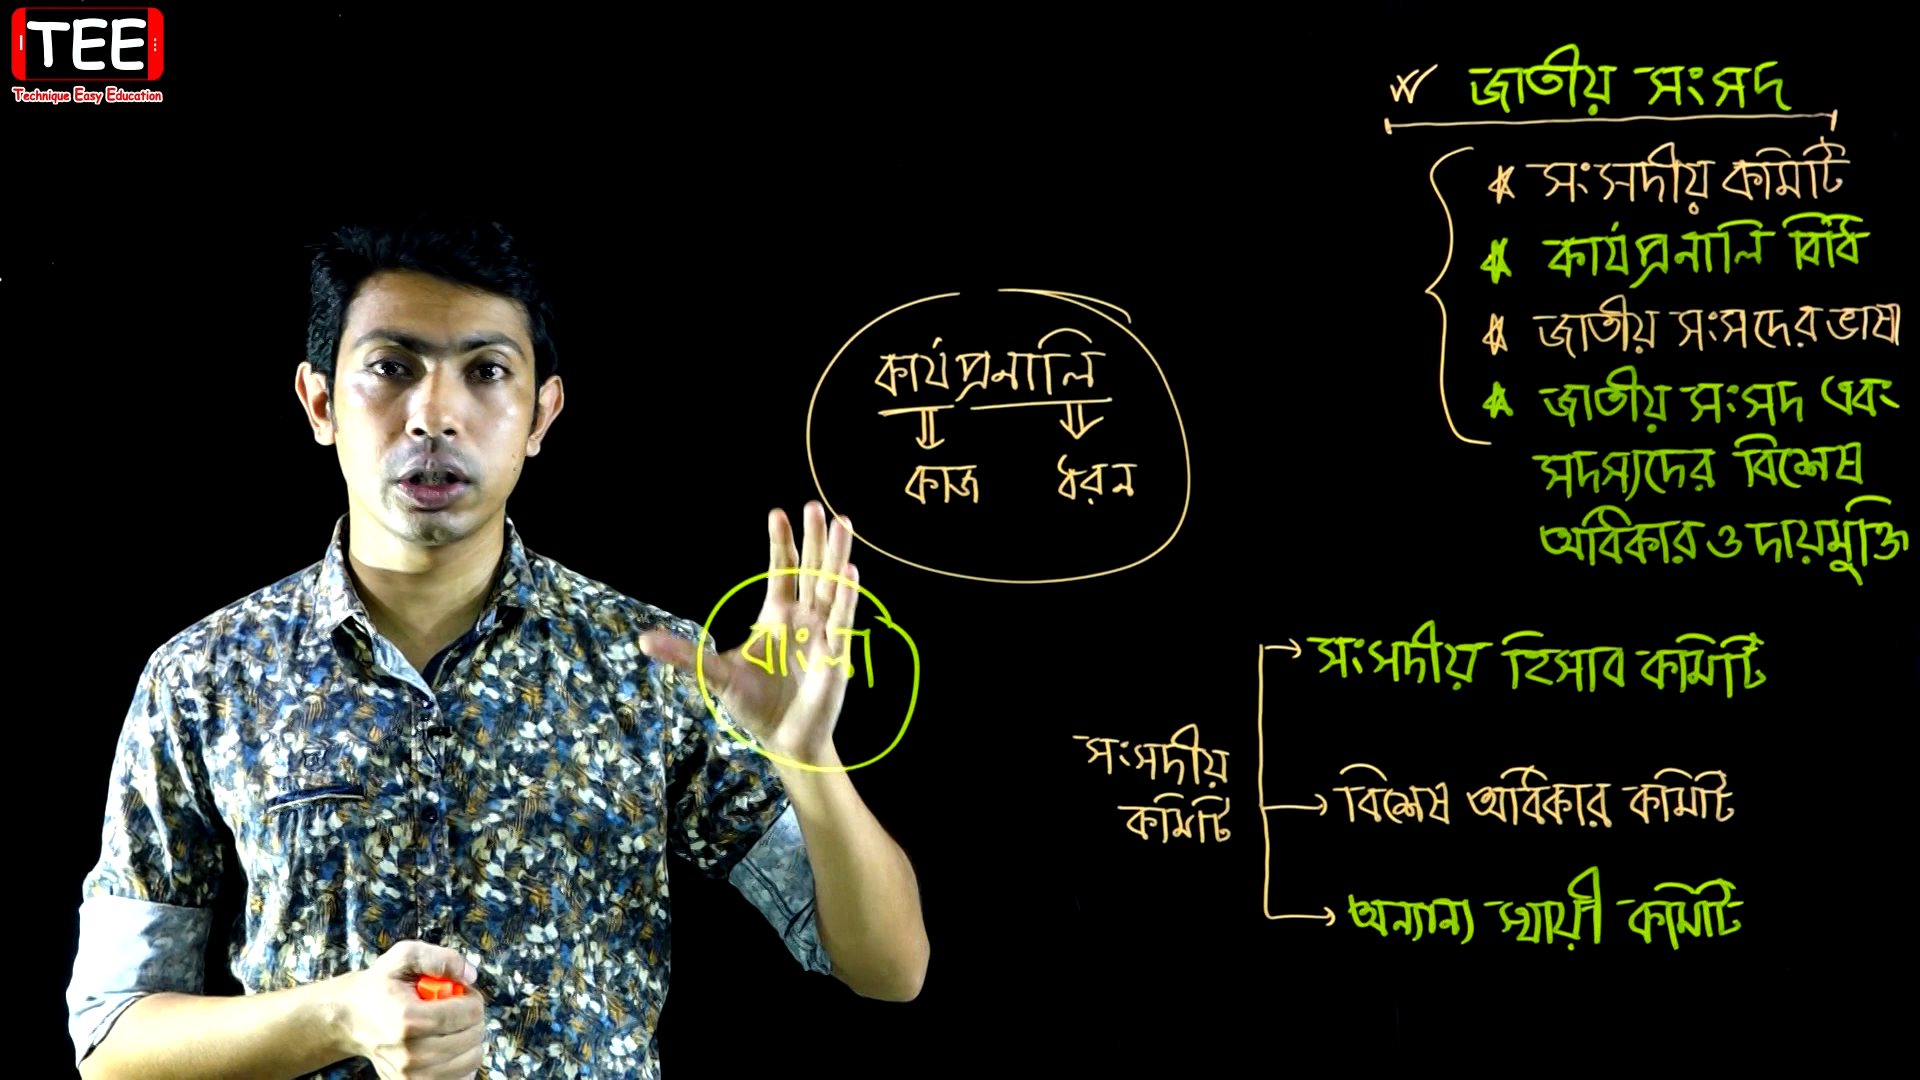 TEE
Technique Easy Education
জাতীয় সংসদ
সংসদীয় কমিটি
কার্যপ্রনালি বিধি
জাতীয় সংসদের ভাষা
জাতীয় সংসদ এবং
সদস্যদের বিশেষ
অধিকার ও দায়মুক্তি
কার্যপ্রনালি
কাজ ধরন
বাংলা
সংসদীয়
কমিটি
সংসদীয় হিসাব কমিটি
বিশেষ অধিকার কমিটি
অন্যান্য স্থায়ী কমিটি